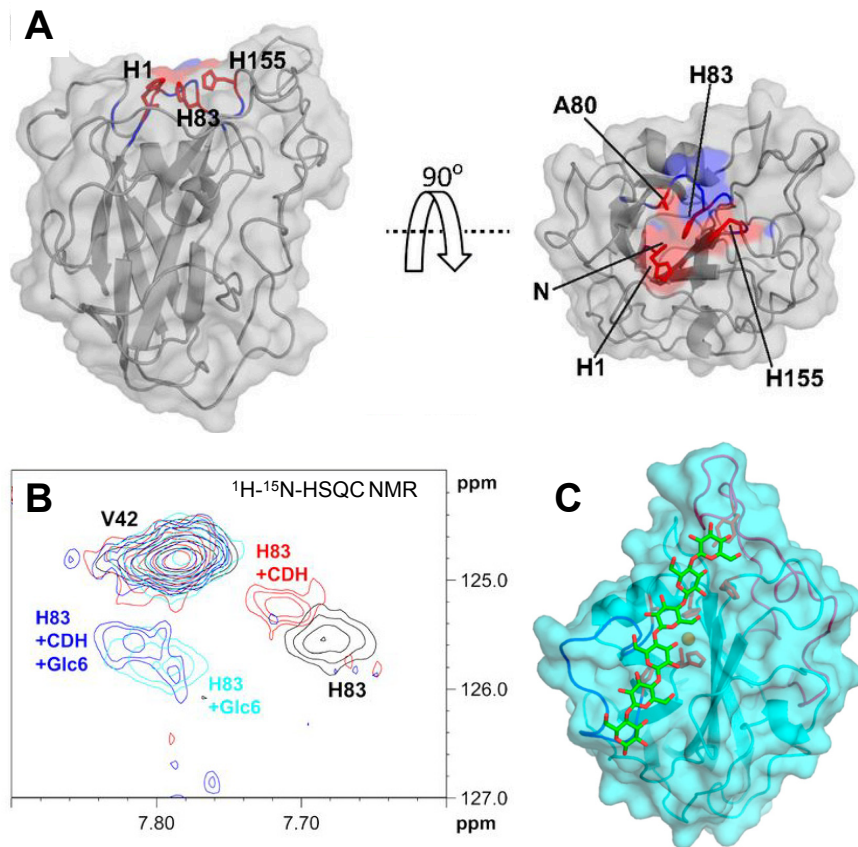 A
H1
H155
H83
90°
H83
A80
N
H1
H155
B
¹H-¹⁵N-HSQC NMR
ppm
V42
H83
+CDH
125.0
H83
+CDH
+Glc6
H83
+Glc6
H83
126.0
127.0
7.80
7.70
ppm
C